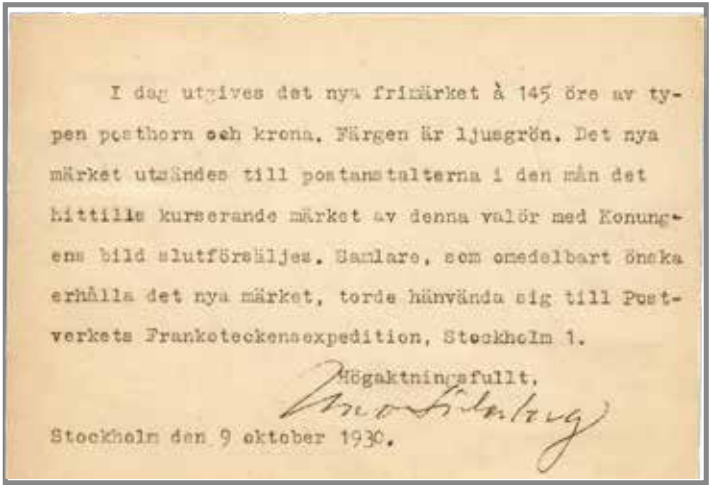 I dag utgives det nya frimärket à 145 öre av ty-
pen posthorn och krona. Färgen är ljusgrön. Det nya
märket utsändes till postanstalterna i den mån det
hittills kurserande märket av denna valör med Konung-
ens bild slutförsäljes. Samlare, som omedelbart önska
erhålla det nya märket, torde hänvända sig till Post-
verkets Frankoteckensexpedition, Stockholm 1.
Högaktningsfullt,
Stockholm den 9 oktober 1930.